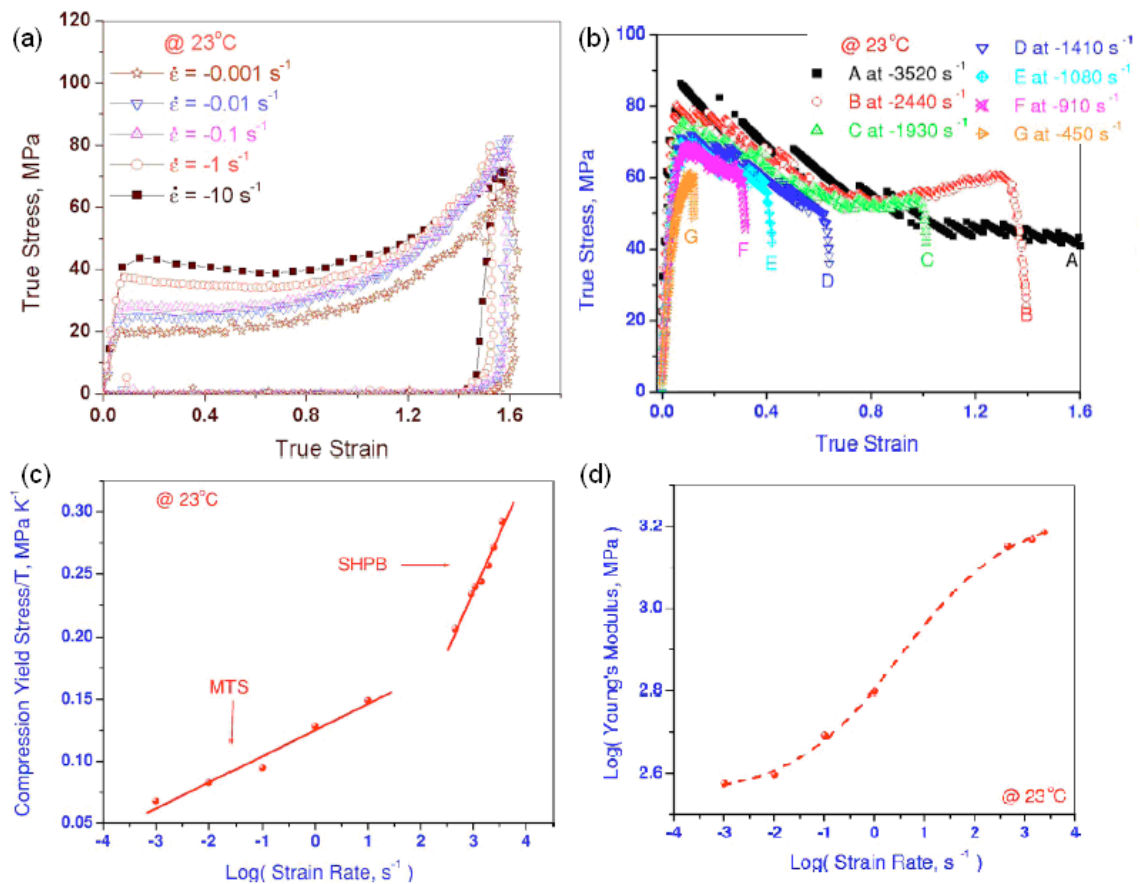 (a)
@ 23°C
ε̇ = -0.001 s⁻¹
ε̇ = -0.01 s⁻¹
ε̇ = -0.1 s⁻¹
ε̇ = -1 s⁻¹
ε̇ = -10 s⁻¹
120
100
80
60
40
20
0
0.0 0.4 0.8 1.2 1.6
True Stress, MPa
True Strain
(b)
@ 23°C
A at -3520 s⁻¹
B at -2440 s⁻¹
C at -1930 s⁻¹
D at -1410 s⁻¹
E at -1080 s⁻¹
F at -910 s⁻¹
G at -450 s⁻¹
100
80
60
40
20
0
G
F
E
D
C
B
A
0.0 0.4 0.8 1.2 1.6
True Stress, MPa
True Strain
(c)
@ 23°C
SHPB
MTS
0.30
0.25
0.20
0.15
0.10
0.05
-4 -3 -2 -1 0 1 2 3 4
Compression Yield Stress/T, MPa K⁻¹
Log( Strain Rate, s⁻¹)
(d)
3.2
3.0
2.8
2.6
@ 23°C
-4 -3 -2 -1 0 1 2 3 4
Log( Young's Modulus, MPa )
Log( Strain Rate, s⁻¹ )